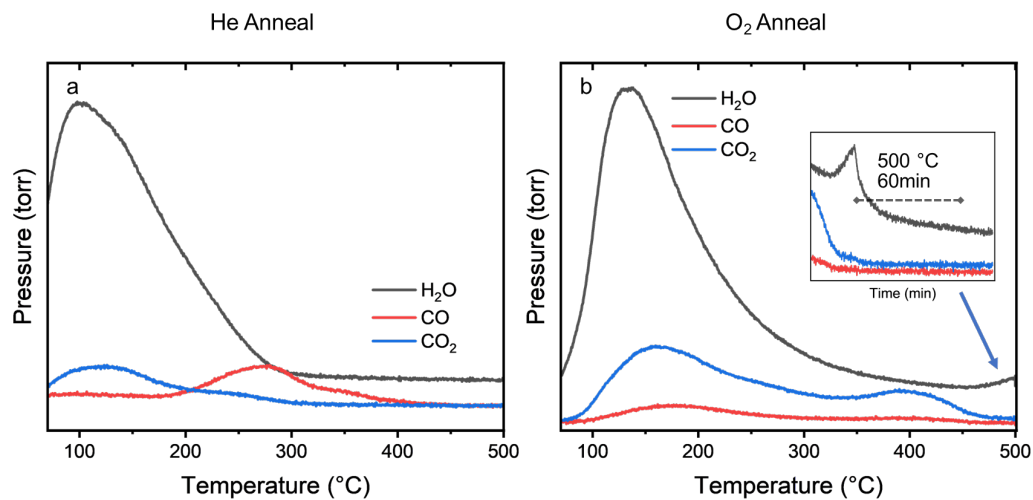 He Anneal
O₂ Anneal
a
H₂O
CO
CO₂
Pressure (torr)
100
200
300
400
500
Temperature (°C)
b
H₂O
CO
CO₂
500 °C
60min
Time (min)
Pressure (torr)
100
200
300
400
500
Temperature (°C)